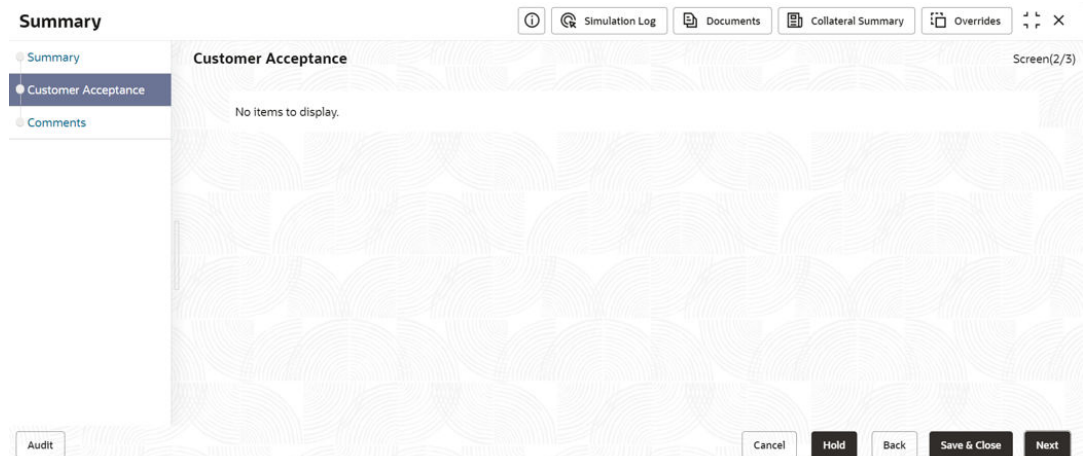 Summary
Simulation Log Documents Collateral Summary Overrides
Summary
Customer Acceptance
Comments
Customer Acceptance
Screen(2/3)
No items to display.
Audit
Cancel Hold Back Save & Close Next